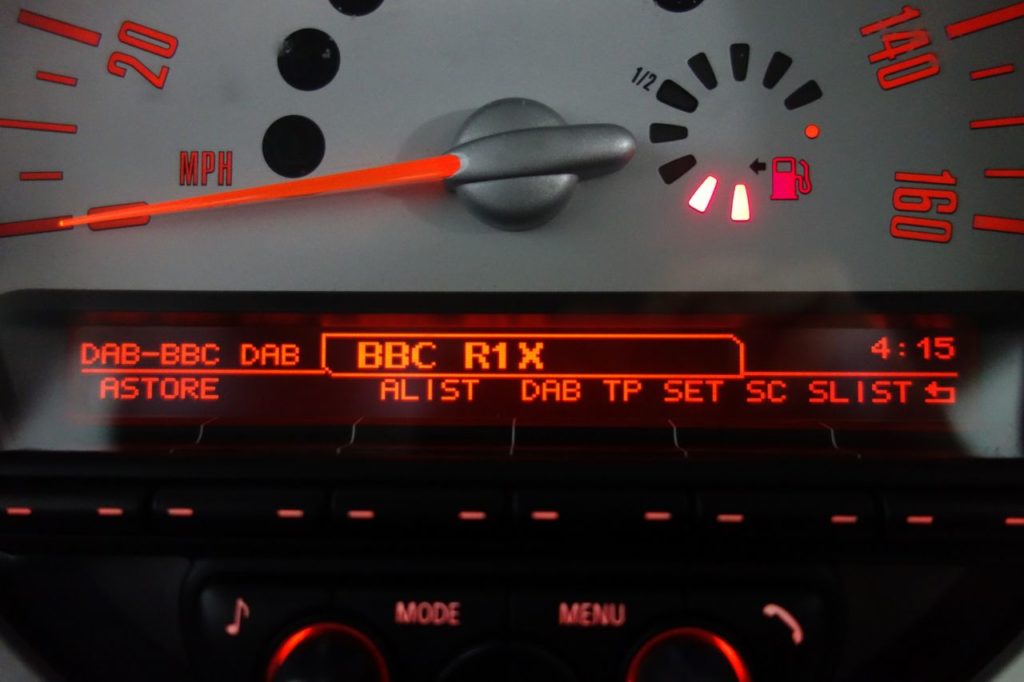 20
140
1/2
MPH
160
DAB-BBC DAB BBC R1X 4:15
ASTORE ALIST DAB TP SET SC SLIST
MODE MENU